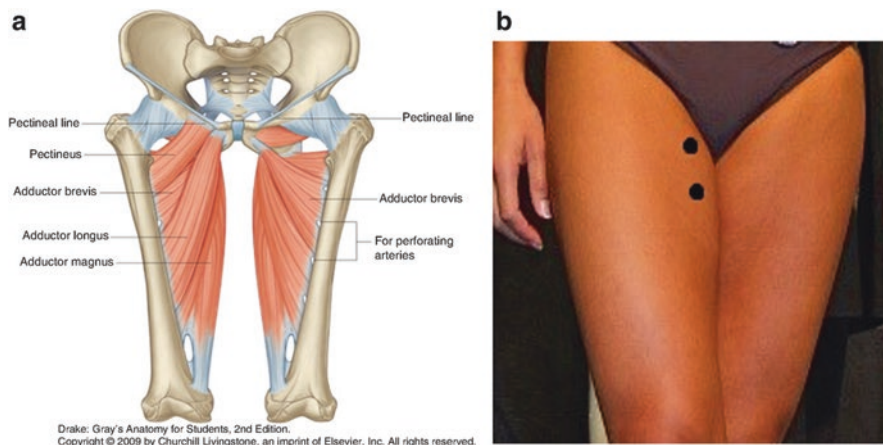 a
b
Pectineal line
Pectineal line
Pectineus
Adductor brevis
Adductor brevis
Adductor longus
For perforating
arteries
Adductor magnus
Drake: Gray's Anatomy for Students, 2nd Edition.
Copyright © 2009 by Churchill Livingstone, an imprint of Elsevier, Inc. All rights reserved.